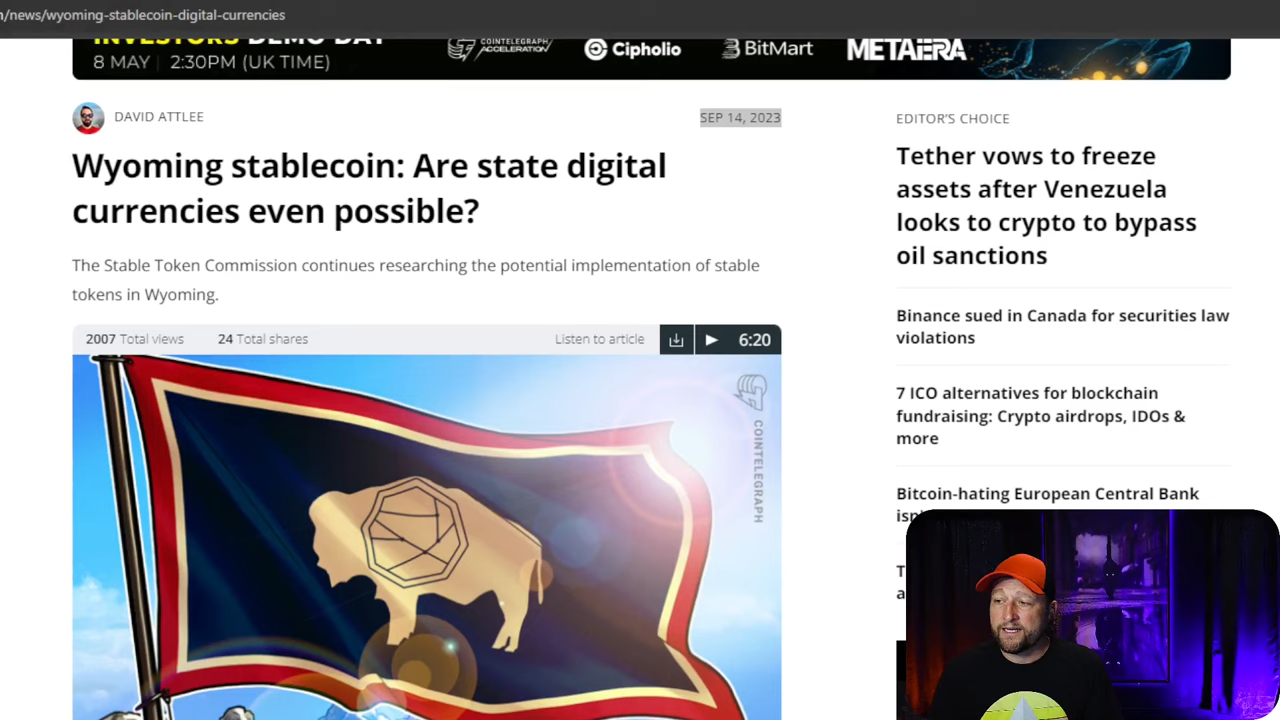 /news/wyoming-stablecoin-digital-currencies
INVESTORS DEMO DAY
8 MAY | 2:30PM (UK TIME)
COINTELEGRAPH
ACCELERATION
Cipholio
BitMart
METAERA
DAVID ATTLEE
SEP 14, 2023
Wyoming stablecoin: Are state digital
currencies even possible?
The Stable Token Commission continues researching the potential implementation of stable
tokens in Wyoming.
2007 Total views
24 Total shares
Listen to article
6:20
COINTELEGRAPH
EDITOR'S CHOICE
Tether vows to freeze
assets after Venezuela
looks to crypto to bypass
oil sanctions
Binance sued in Canada for securities law
violations
7 ICO alternatives for blockchain
fundraising: Crypto airdrops, IDOs &
more
Bitcoin-hating European Central Bank